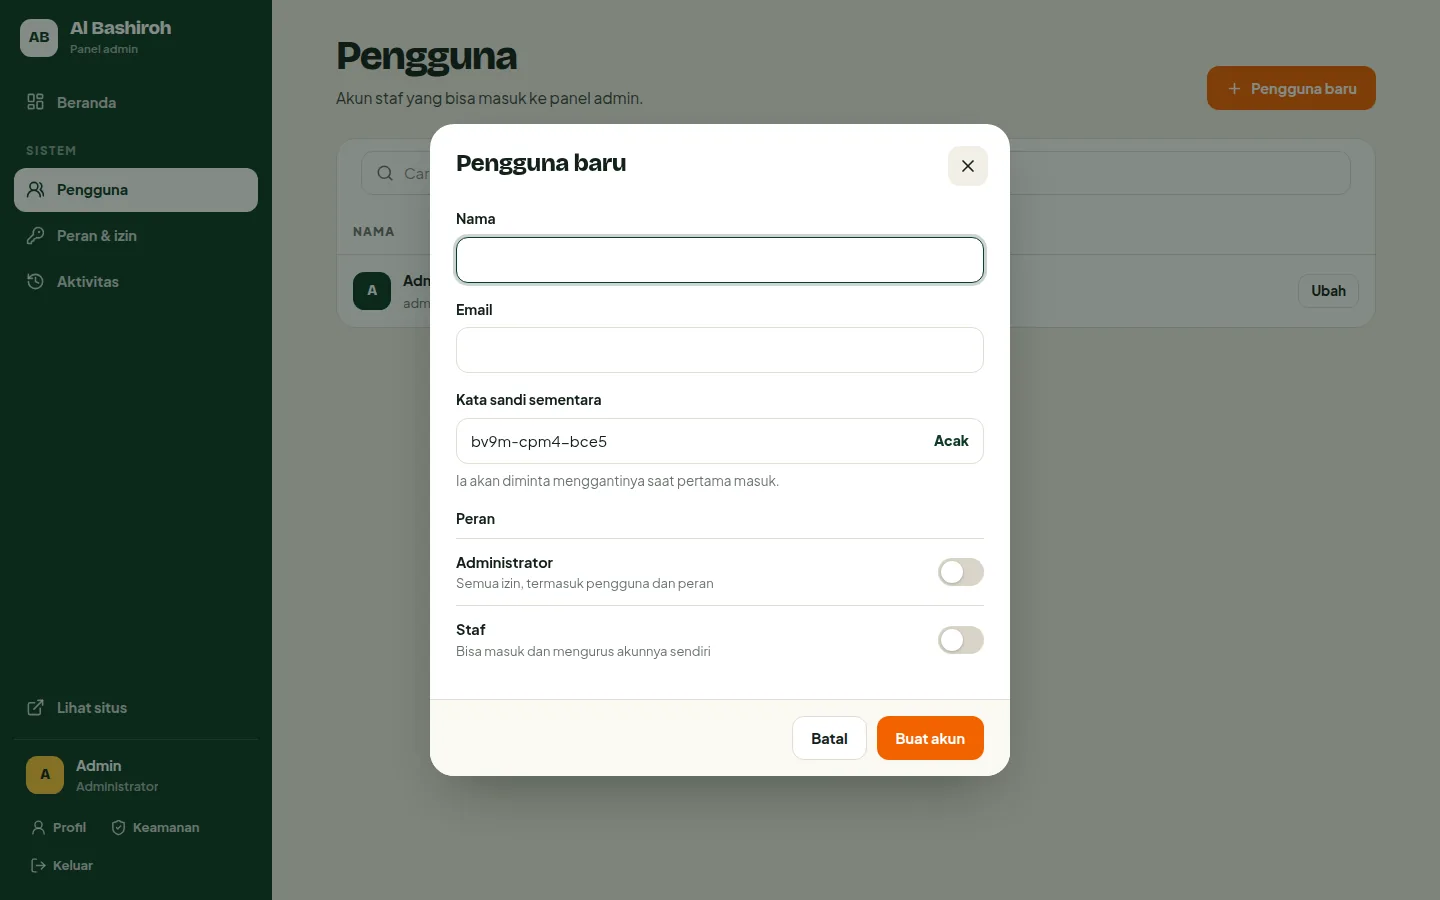 AB
Al Bashiroh
Panel admin
Beranda
SISTEM
Pengguna
Peran & izin
Aktivitas
Lihat situs
A
Admin
Administrator
Profil
Keamanan
Keluar
Pengguna
Akun staf yang bisa masuk ke panel admin.
Pengguna baru
NAMA
A
Ubah
Pengguna baru
Nama
Email
Kata sandi sementara
bv9m-cpm4-bce5
Acak
Ia akan diminta menggantinya saat pertama masuk.
Peran
Administrator
Semua izin, termasuk pengguna dan peran
Staf
Bisa masuk dan mengurus akunnya sendiri
Batal
Buat akun